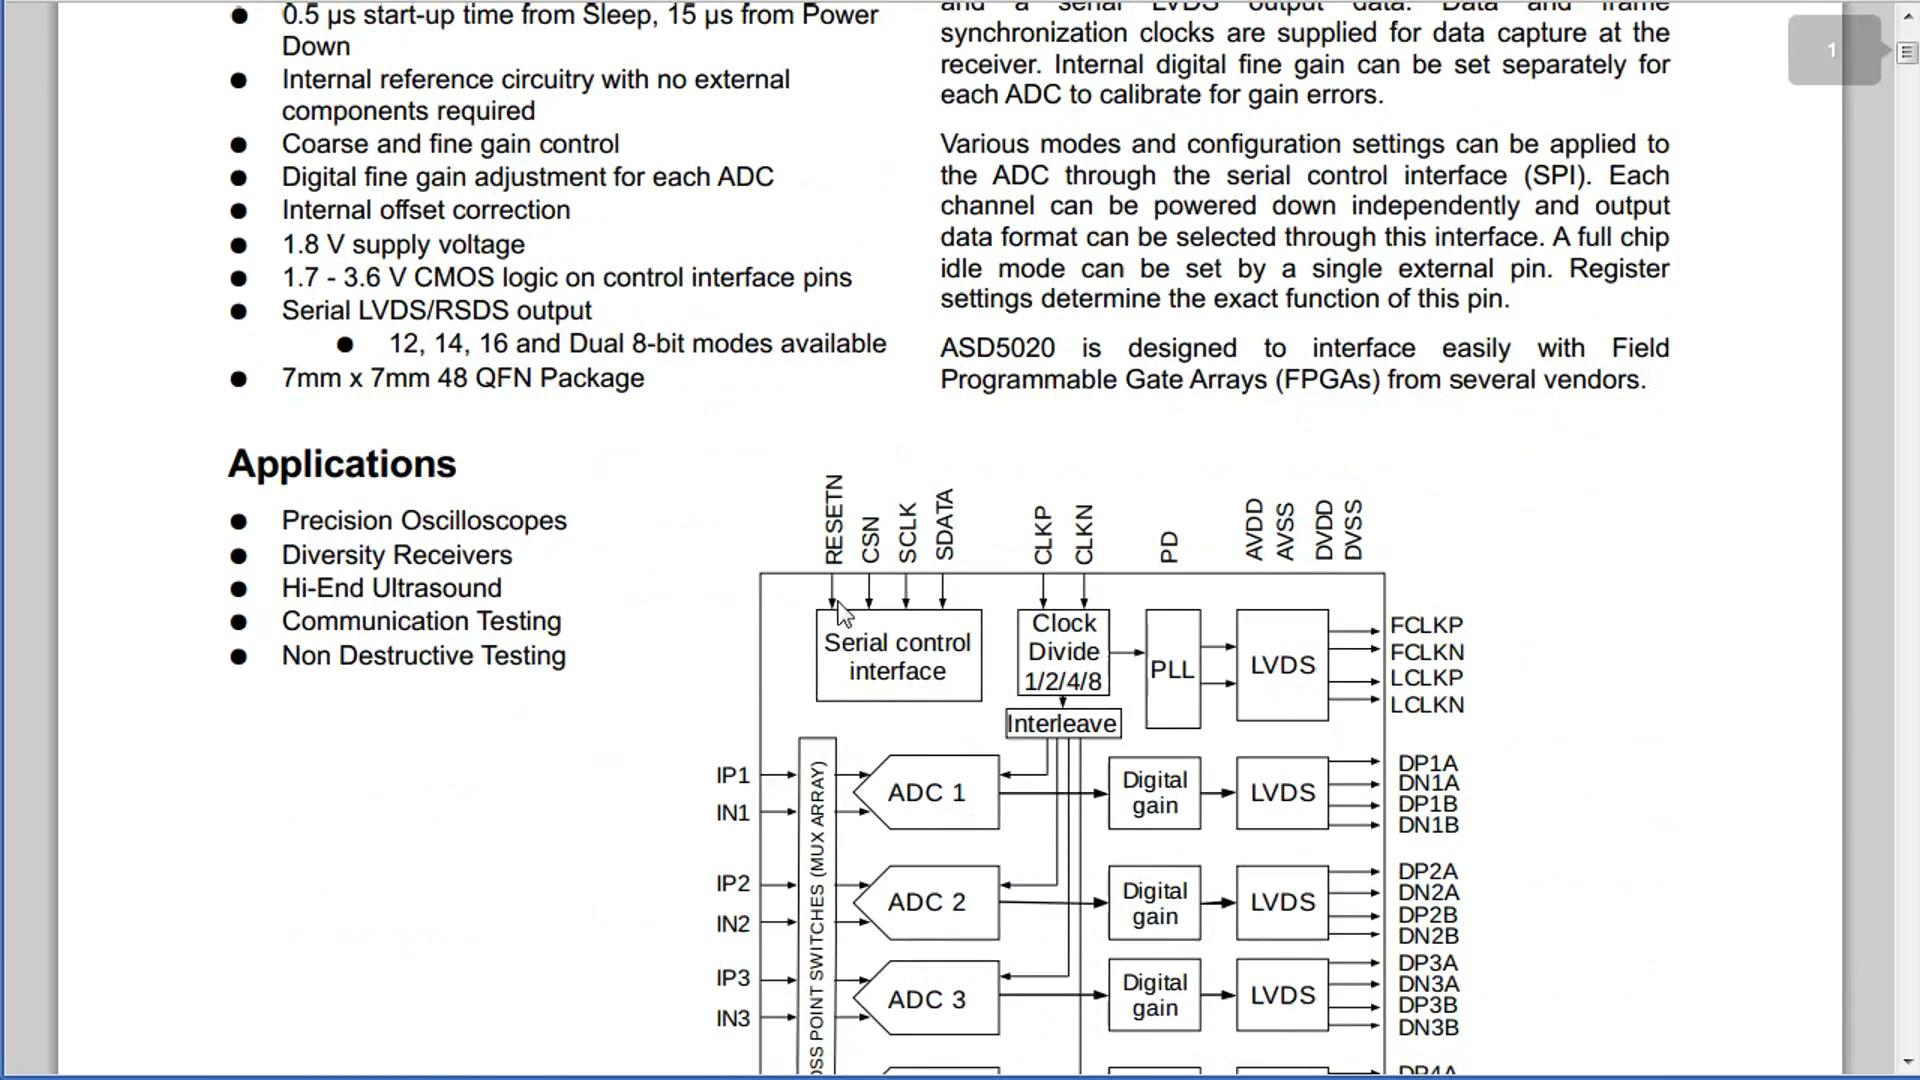 0.5 µs start-up time from Sleep, 15 µs from Power
Down
Internal reference circuitry with no external
components required
Coarse and fine gain control
Digital fine gain adjustment for each ADC
Internal offset correction
1.8 V supply voltage
1.7 - 3.6 V CMOS logic on control interface pins
Serial LVDS/RSDS output
12, 14, 16 and Dual 8-bit modes available
7mm x 7mm 48 QFN Package
and a serial LVDS output data. Data and frame
synchronization clocks are supplied for data capture at the
receiver. Internal digital fine gain can be set separately for
each ADC to calibrate for gain errors.
Various modes and configuration settings can be applied to
the ADC through the serial control interface (SPI). Each
channel can be powered down independently and output
data format can be selected through this interface. A full chip
idle mode can be set by a single external pin. Register
settings determine the exact function of this pin.
ASD5020 is designed to interface easily with Field
Programmable Gate Arrays (FPGAs) from several vendors.
1
Applications
Precision Oscilloscopes
Diversity Receivers
Hi-End Ultrasound
Communication Testing
Non Destructive Testing
RESETN
CSN
SCLK
SDATA
CLKP
CLKN
PD
AVDD
AVSS
DVDD
DVSS
Serial control
interface
Clock
Divide
1/2/4/8
PLL
LVDS
FCLKP
FCLKN
LCLKP
LCLKN
Interleave
OSS POINT SWITCHES (MUX ARRAY)
IP1
IN1
ADC 1
Digital
gain
LVDS
DP1A
DN1A
DP1B
DN1B
IP2
IN2
ADC 2
Digital
gain
LVDS
DP2A
DN2A
DP2B
DN2B
IP3
IN3
ADC 3
Digital
gain
LVDS
DP3A
DN3A
DP3B
DN3B
DP4A